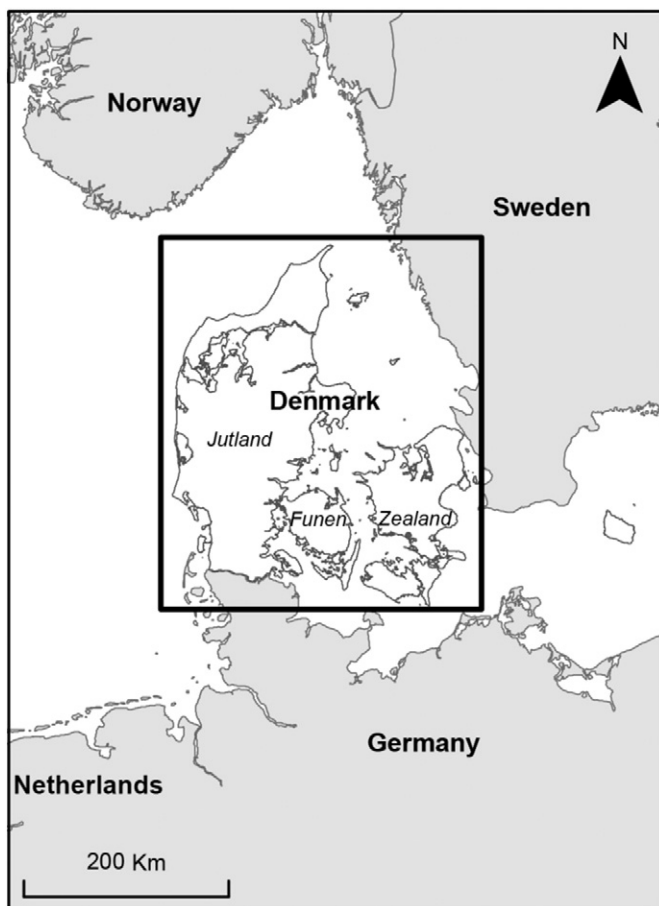 N
Norway
Sweden
Denmark
Jutland
Funen
Zealand
Germany
Netherlands
200 Km